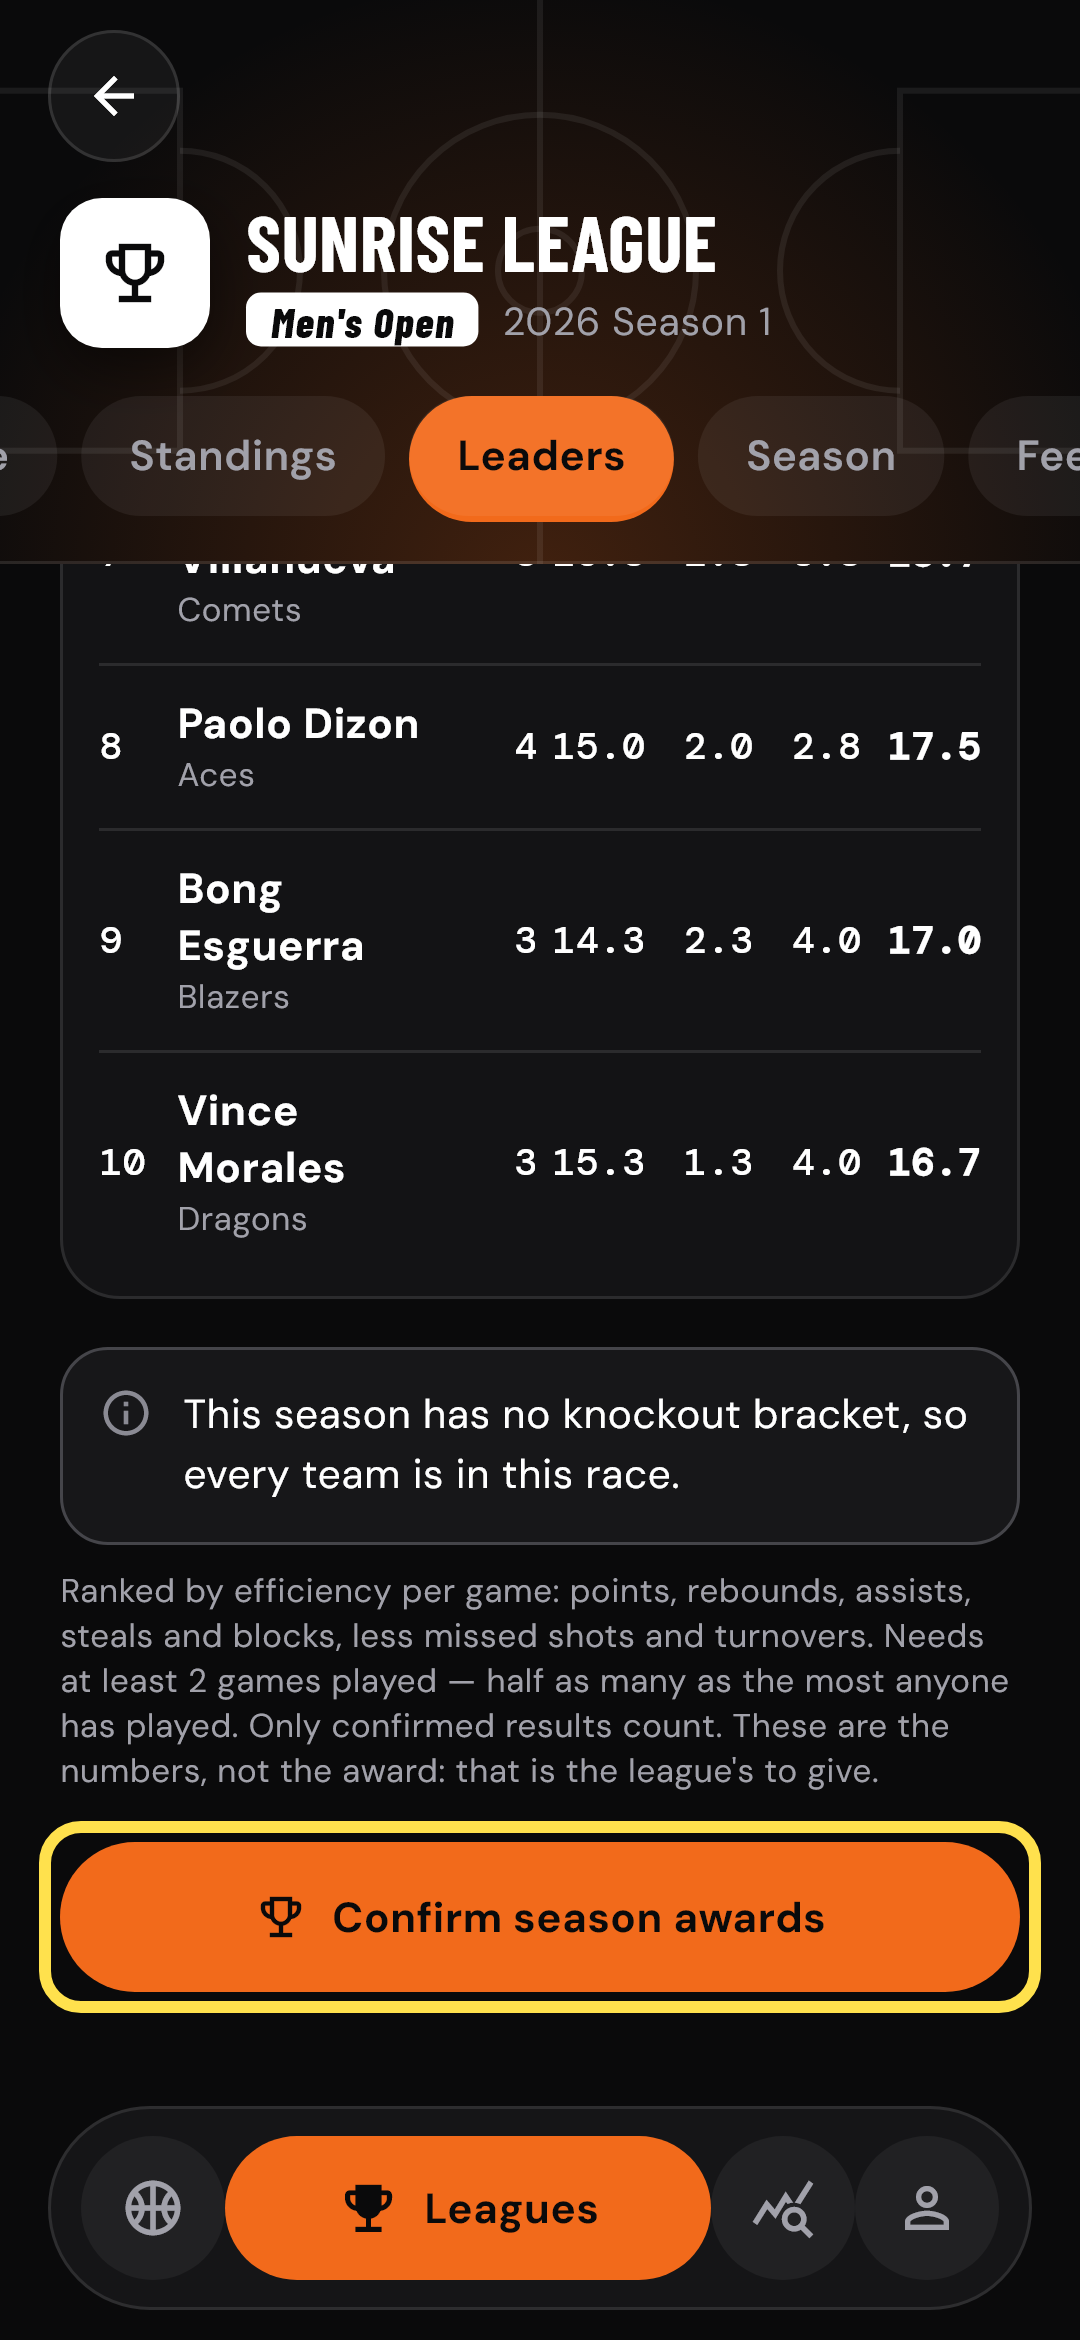 SUNRISE LEAGUE
Men's Open 2026 Season 1
Standings Leaders Season
Villanueva
Comets
8 Paolo Dizon 4 15.0 2.0 2.8 17.5
Aces
Bong
9 Esguerra 3 14.3 2.3 4.0 17.0
Blazers
Vince
10 Morales 3 15.3 1.3 4.0 16.7
Dragons
This season has no knockout bracket, so
every team is in this race.
Ranked by efficiency per game: points, rebounds, assists,
steals and blocks, less missed shots and turnovers. Needs
at least 2 games played — half as many as the most anyone
has played. Only confirmed results count. These are the
numbers, not the award: that is the league's to give.
Confirm season awards
Leagues